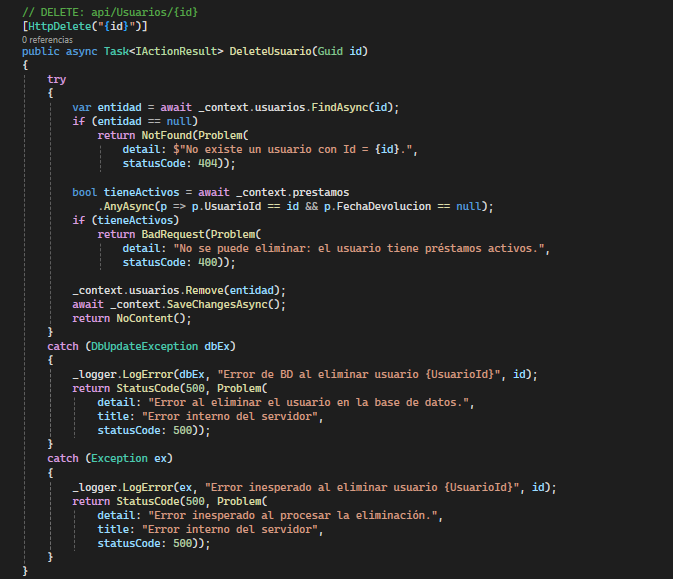 // DELETE: api/Usuarios/{id}
[HttpDelete("{id}")]
0 referencias
public async Task<IActionResult> DeleteUsuario(Guid id)
{
try
{
var entidad = await _context.usuarios.FindAsync(id);
if (entidad == null)
return NotFound(Problem(
detail: $"No existe un usuario con Id = {id}.",
statusCode: 404));
bool tieneActivos = await _context.prestamos
.AnyAsync(p => p.UsuarioId == id && p.FechaDevolucion == null);
if (tieneActivos)
return BadRequest(Problem(
detail: "No se puede eliminar: el usuario tiene préstamos activos.",
statusCode: 400));
_context.usuarios.Remove(entidad);
await _context.SaveChangesAsync();
return NoContent();
}
catch (DbUpdateException dbEx)
{
_logger.LogError(dbEx, "Error de BD al eliminar usuario {UsuarioId}", id);
return StatusCode(500, Problem(
detail: "Error al eliminar el usuario en la base de datos.",
title: "Error interno del servidor",
statusCode: 500));
}
catch (Exception ex)
{
_logger.LogError(ex, "Error inesperado al eliminar usuario {UsuarioId}", id);
return StatusCode(500, Problem(
detail: "Error inesperado al procesar la eliminación.",
title: "Error interno del servidor",
statusCode: 500));
}
}